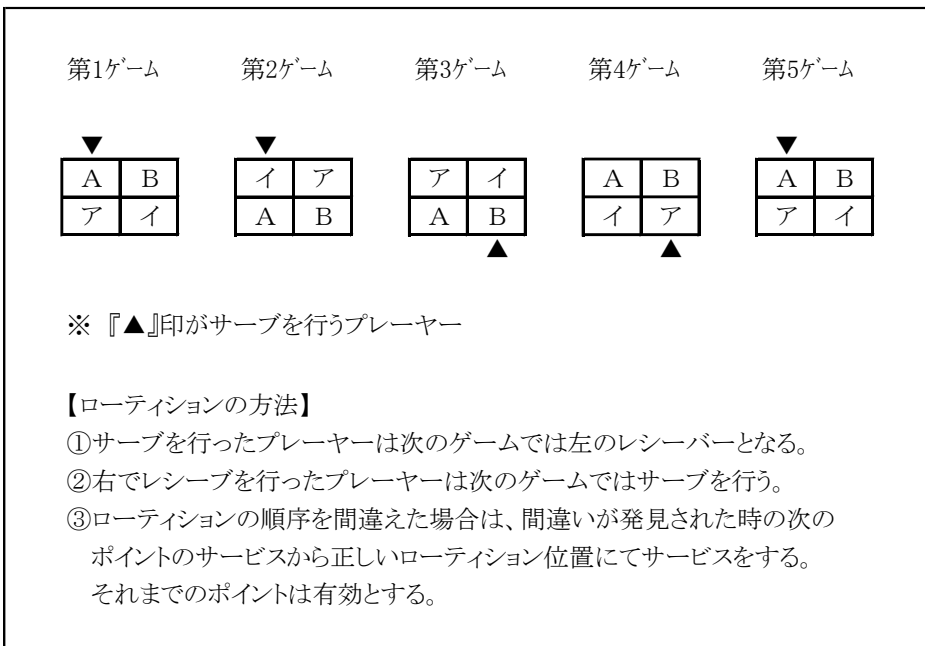 第1ゲーム 第2ゲーム 第3ゲーム 第4ゲーム 第5ゲーム
▼ ▼ ▼
A B イ ア ア イ A B A B
ア イ A B A B イ ア ア イ
▲ ▲
※ 『▲』印がサーブを行うプレーヤー
【ローティションの方法】
①サーブを行ったプレーヤーは次のゲームでは左のレシーバーとなる。
②右でレシーブを行ったプレーヤーは次のゲームではサーブを行う。
③ローティションの順序を間違えた場合は、間違いが発見された時の次の
ポイントのサービスから正しいローティション位置にてサービスをする。
それまでのポイントは有効とする。